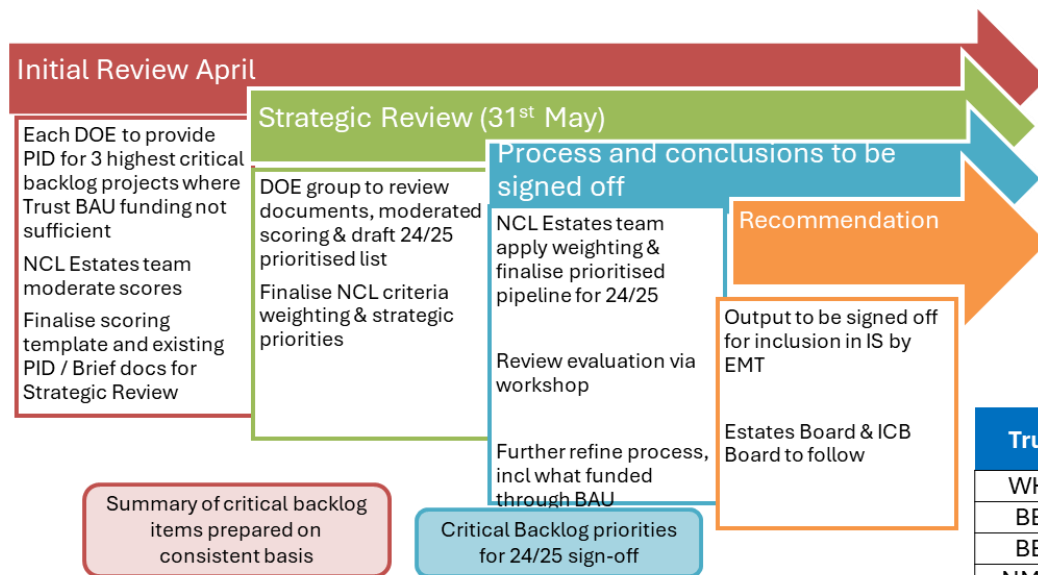 Initial Review April
Each DOE to provide
PID for 3 highest critical
backlog projects where
Trust BAU funding not
sufficient
NCL Estates team
moderate scores
Finalise scoring
template and existing
PID / Brief docs for
Strategic Review
Strategic Review (31st May)
DOE group to review
documents, moderated
scoring & draft 24/25
prioritised list
Finalise NCL criteria
weighting & strategic
priorities
Process and conclusions to be
signed off
NCL Estates team
apply weighting &
finalise prioritised
pipeline for 24/25
Review evaluation via
workshop
Further refine process,
incl what funded
through BAU
Recommendation
Output to be signed off
for inclusion in IS by
EMT
Estates Board & ICB
Board to follow
Summary of critical backlog
items prepared on
consistent basis
Critical Backlog priorities
for 24/25 sign-off